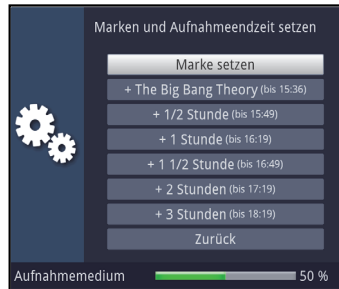 Marken und Aufnahmeendzeit setzen
Marke setzen
+ The Big Bang Theory (bis 15:36)
+ 1/2 Stunde (bis 15:49)
+ 1 Stunde (bis 16:19)
+ 1 1/2 Stunde (bis 16:49)
+ 2 Stunden (bis 17:19)
+ 3 Stunden (bis 18:19)
Zurück
Aufnahmemedium 50 %